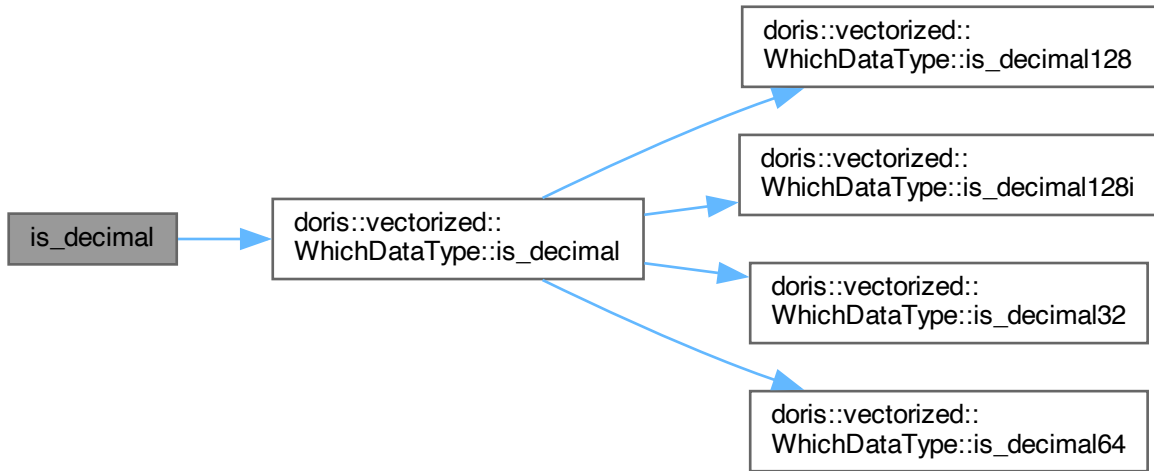 is_decimal
doris::vectorized::
WhichDataType::is_decimal
doris::vectorized::
WhichDataType::is_decimal128
doris::vectorized::
WhichDataType::is_decimal128i
doris::vectorized::
WhichDataType::is_decimal32
doris::vectorized::
WhichDataType::is_decimal64